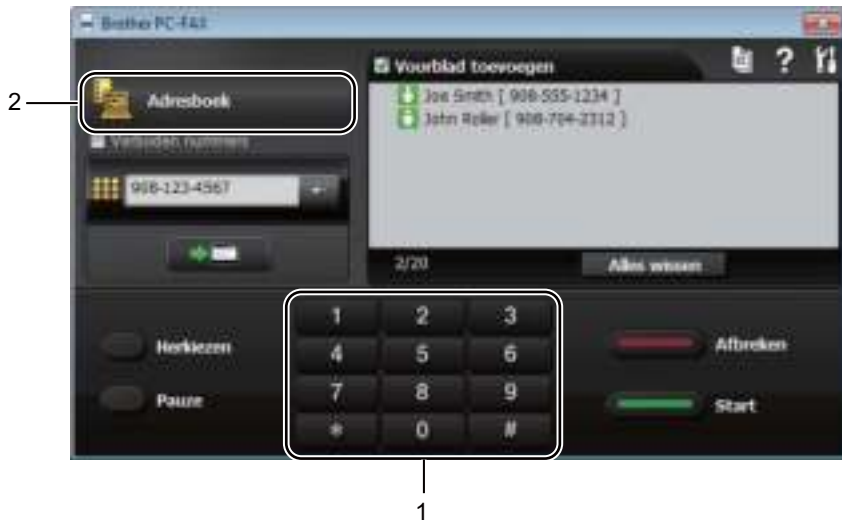 Brother PC-FAX
Voorblad toevoegen
?
2
Adresboek
Joe Smith [ 908-555-1234 ]
John Roller [ 908-704-2312 ]
Verbinden nummers
908-123-4567
2/20
Alles wissen
1 2 3
Herkiezen
4 5 6
Afbreken
7 8 9
Pauze
Start
* 0 #
1